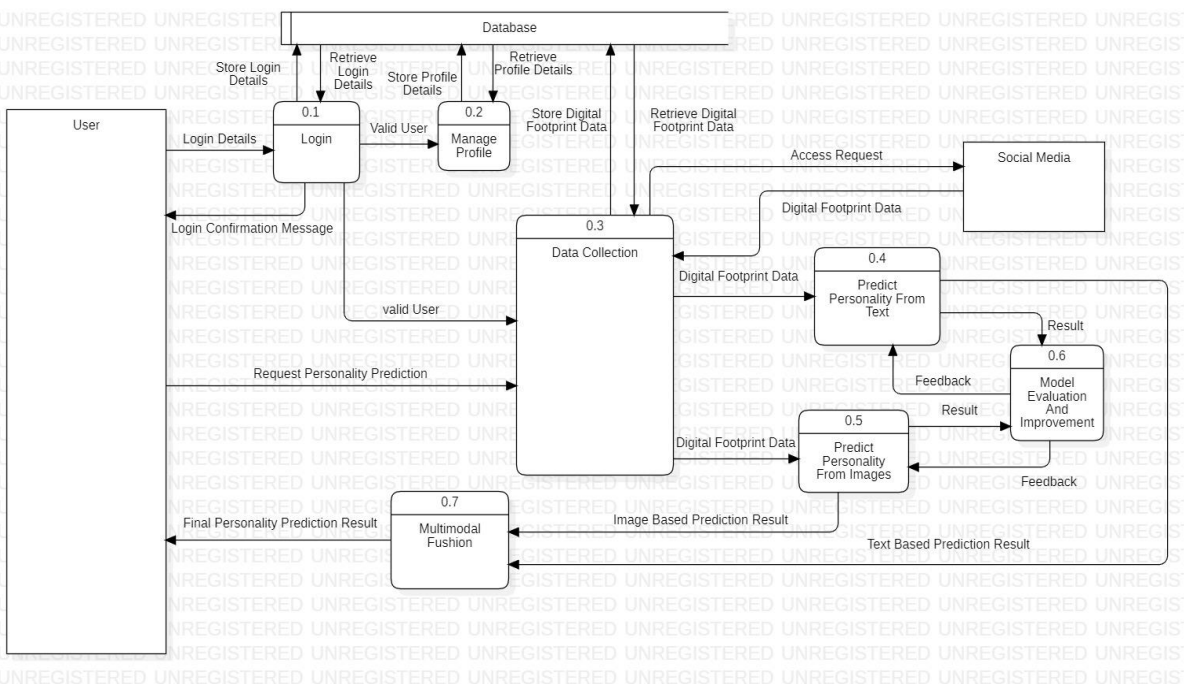 Database
Store Login
Details
Retrieve
Login
Details
Store Profile
Details
Retrieve
Profile Details
Store Digital
Footprint Data
Retrieve Digital
Footprint Data
User
Login Details
0.1
Login
Valid User
0.2
Manage
Profile
Login Confirmation Message
Access Request
Social Media
Digital Footprint Data
0.3
Data Collection
Digital Footprint Data
0.4
Predict
Personality From
Text
valid User
Result
Request Personality Prediction
Feedback
0.6
Model
Evaluation
And
Improvement
Result
0.5
Predict
Personality
From Images
Digital Footprint Data
Feedback
0.7
Multimodal
Fushion
Final Personality Prediction Result
Image Based Prediction Result
Text Based Prediction Result
UNREGISTERED